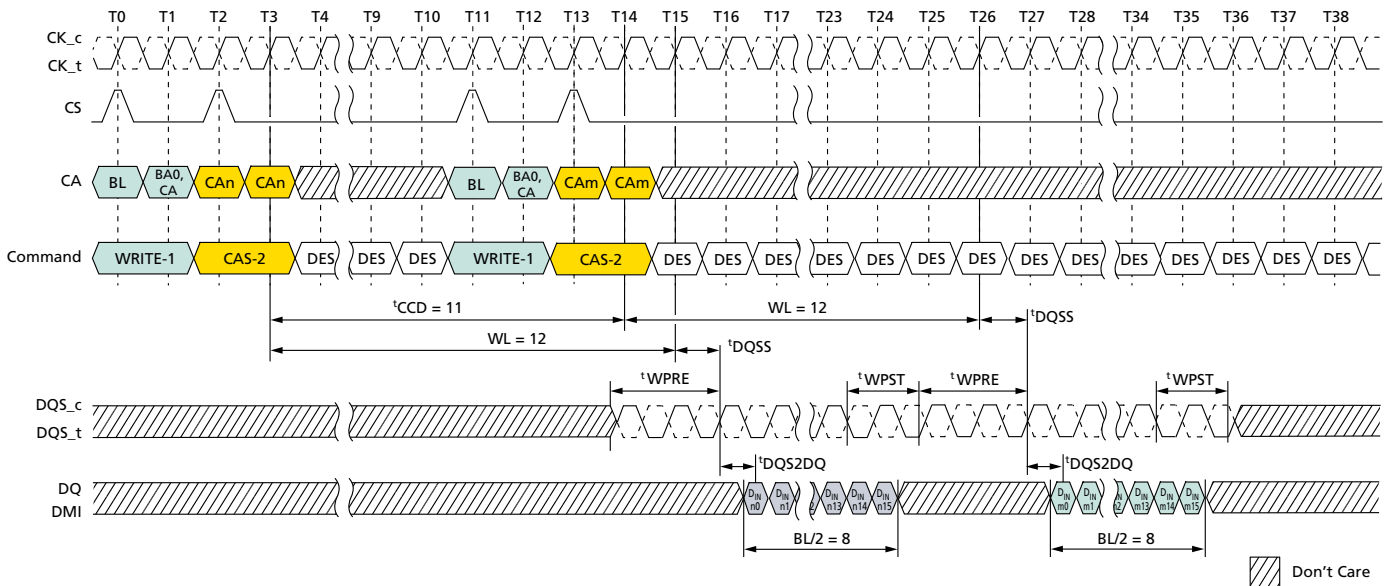 T0 T1 T2 T3 T4 T9 T10 T11 T12 T13 T14 T15 T16 T17 T23 T24 T25 T26 T27 T28 T34 T35 T36 T37 T38
CK_c
CK_t
CS
CA BL BA0, CA CAn CAn BL BA0, CA CAm CAm
Command WRITE-1 CAS-2 DES DES DES WRITE-1 CAS-2 DES DES DES DES DES DES DES DES DES DES DES DES DES DES
tCCD = 11 WL = 12 tDQSS
WL = 12 tDQSS
tWPRE tWPST tWPRE tWPST
DQS_c
DQS_t
tDQS2DQ tDQS2DQ
DQ
DMI
DIN n0 DIN n1 DIN n13 DIN n14 DIN n15 DIN m0 DIN m1 DIN m13 DIN m14 DIN m15
BL/2 = 8 BL/2 = 8
Don't Care